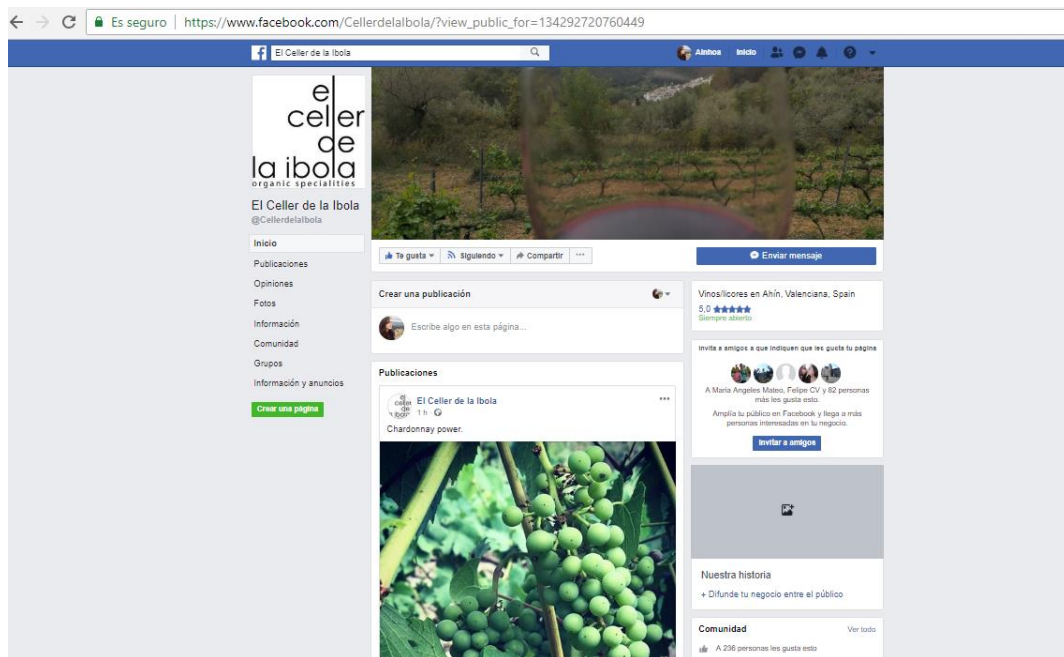 Es seguro
https://www.facebook.com/Cellerdelalbola/?view_public_for=134292720760449
El Celler de la Ibola
Ainhoa
Inicio
el
celler
de
la ibola
organic specialities
El Celler de la Ibola
@Cellerdelalbola
Inicio
Publicaciones
Opiniones
Fotos
Información
Comunidad
Grupos
Información y anuncios
Crear una página
Te gusta
Siguiendo
Compartir
Enviar mensaje
Crear una publicación
Escribe algo en esta página...
Publicaciones
El Celler de la Ibola
1 h
Chardonnay power.
Vinos/licores en Ahín, Valenciana, Spain
5,0 ★★★★★
Siempre abierto
Invita a amigos a que indiquen que les gusta tu página
A Maria Angeles Mateo, Felipe CV y 82 personas
más les gusta esto.
Amplía tu público en Facebook y llega a más
personas interesadas en tu negocio.
Invitar a amigos
Nuestra historia
+ Difunde tu negocio entre el público
Comunidad
Ver todo
A 236 personas les gusta esto